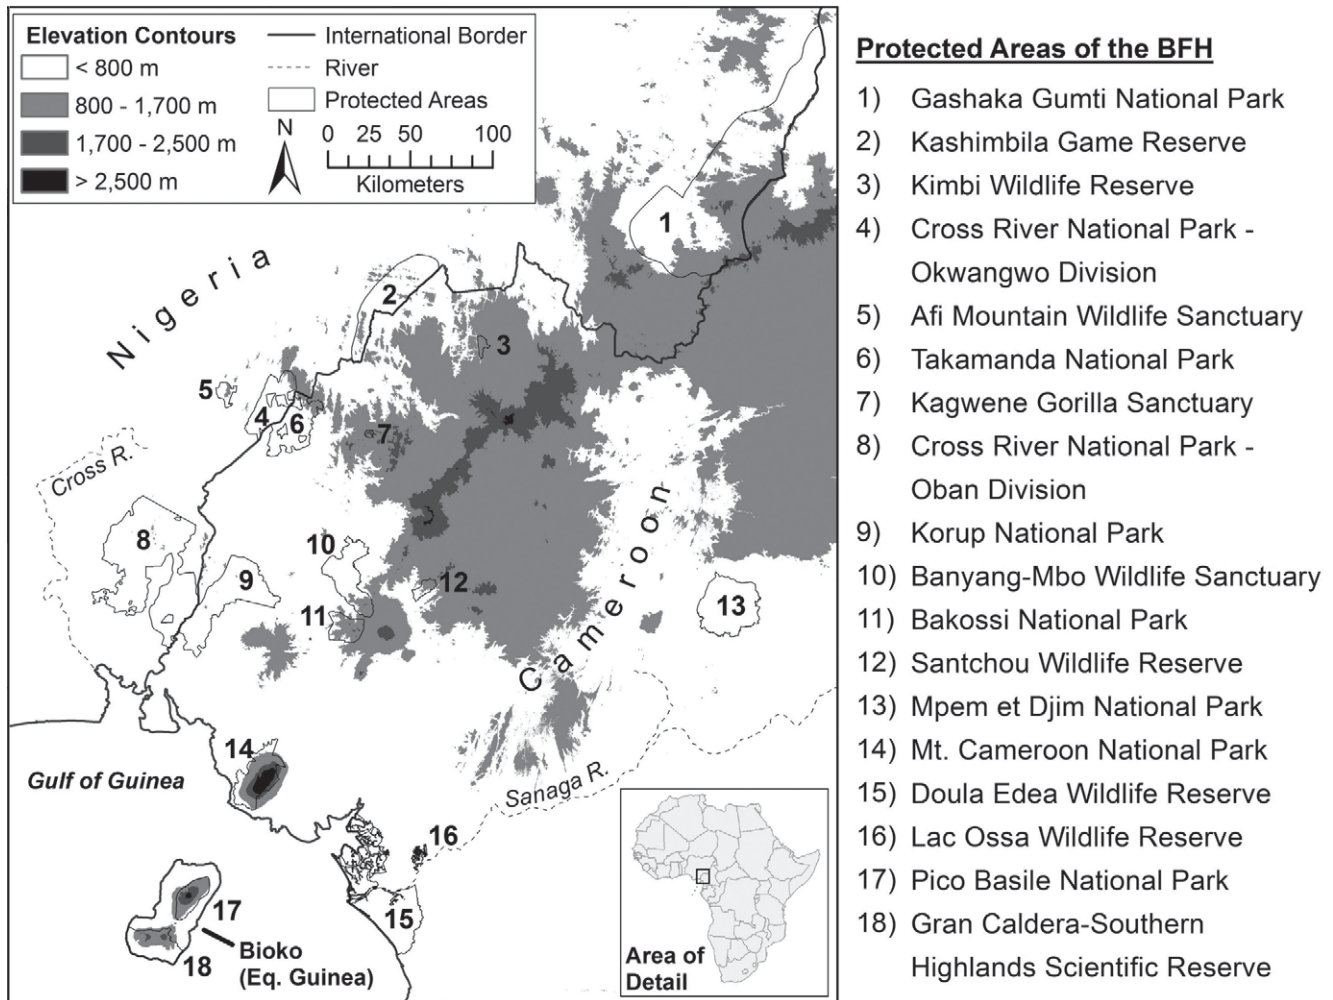 Elevation Contours
< 800 m
800 - 1,700 m
1,700 - 2,500 m
> 2,500 m
International Border
River
Protected Areas
N
0 25 50 100
Kilometers
Nigeria
Cameroon
Cross R.
Sanaga R.
Gulf of Guinea
Bioko
(Eq. Guinea)
1
2
3
4
5
6
7
8
9
10
11
12
13
14
15
16
17
18
Area of
Detail
Protected Areas of the BFH
1) Gashaka Gumti National Park
2) Kashimbila Game Reserve
3) Kimbi Wildlife Reserve
4) Cross River National Park -
Okwangwo Division
5) Afi Mountain Wildlife Sanctuary
6) Takamanda National Park
7) Kagwene Gorilla Sanctuary
8) Cross River National Park -
Oban Division
9) Korup National Park
10) Banyang-Mbo Wildlife Sanctuary
11) Bakossi National Park
12) Santchou Wildlife Reserve
13) Mpem et Djim National Park
14) Mt. Cameroon National Park
15) Doula Edea Wildlife Reserve
16) Lac Ossa Wildlife Reserve
17) Pico Basile National Park
18) Gran Caldera-Southern
Highlands Scientific Reserve